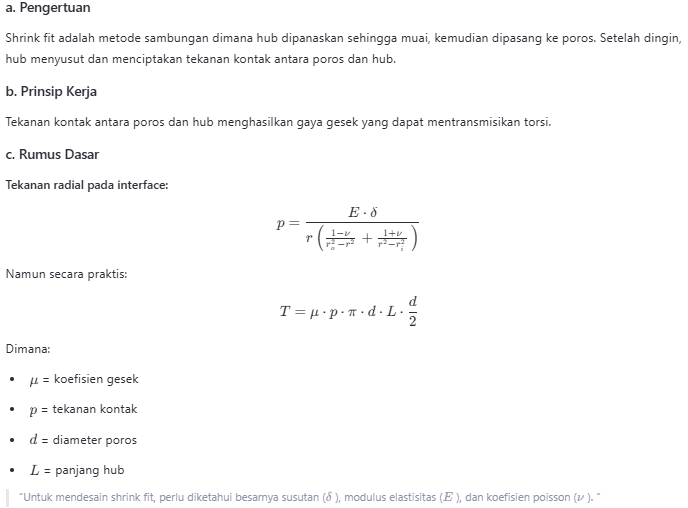 a. Pengertuan
Shrink fit adalah metode sambungan dimana hub dipanaskan sehingga muai, kemudian dipasang ke poros. Setelah dingin,
hub menyusut dan menciptakan tekanan kontak antara poros dan hub.
b. Prinsip Kerja
Tekanan kontak antara poros dan hub menghasilkan gaya gesek yang dapat mentransmisikan torsi.
c. Rumus Dasar
Tekanan radial pada interface:
p = \frac{E \cdot \delta}{r \left( \frac{1-\nu}{r_o^2 - r^2} + \frac{1+\nu}{r^2 - r_i^2} \right)}
Namun secara praktis:
T = \mu \cdot p \cdot \pi \cdot d \cdot L \cdot \frac{d}{2}
Dimana:
• μ = koefisien gesek
• p = tekanan kontak
• d = diameter poros
• L = panjang hub
"Untuk mendesain shrink fit, perlu diketahui besarnya susutan (δ ), modulus elastisitas (E ), dan koefisien poisson (ν ). "